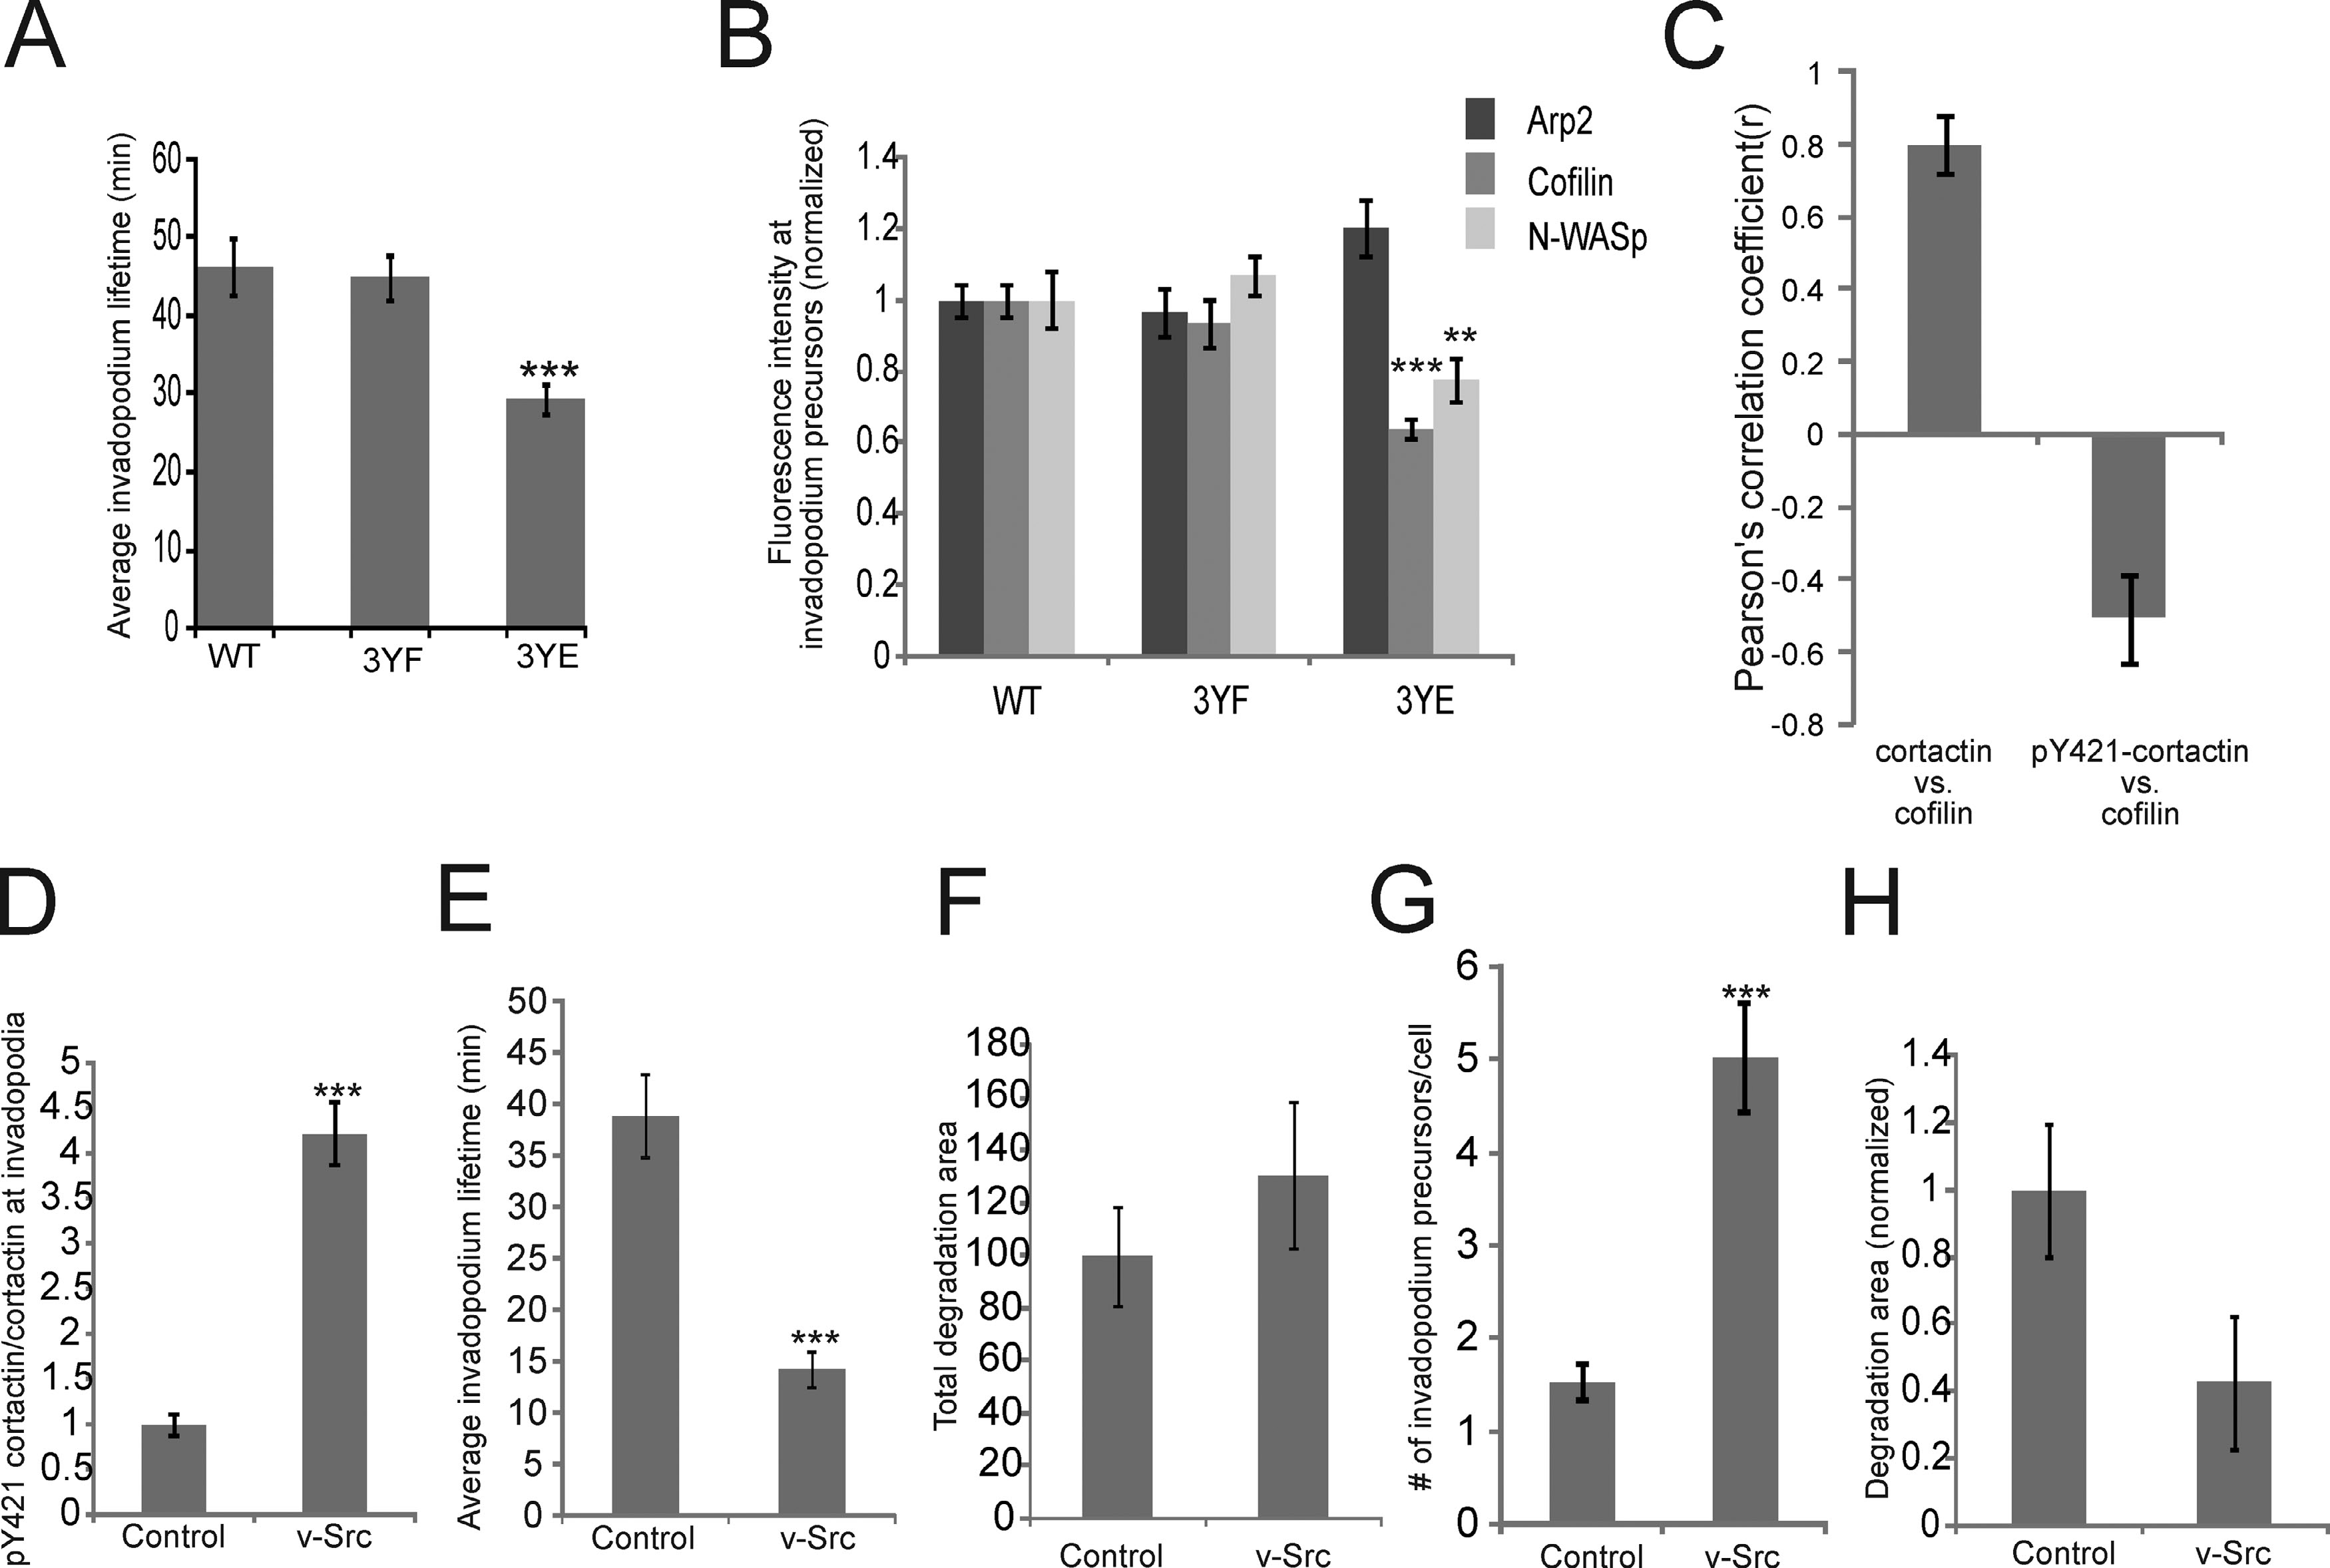 A
Average invadopodium lifetime (min)
60
50
40
30
20
10
0
***
WT
3YF
3YE
B
Fluorescence intensity at
invadopodium precursors (normalized)
1.4
1.2
1
0.8
0.6
0.4
0.2
0
***
**
WT
3YF
3YE
Arp2
Cofilin
N-WASp
C
Pearson's correlation coefficient(r)
1
0.8
0.6
0.4
0.2
0
-0.2
-0.4
-0.6
-0.8
cortactin
vs.
cofilin
pY421-cortactin
vs.
cofilin
D
pY421 cortactin/cortactin at invadopodia
5
4.5
4
3.5
3
2.5
2
1.5
1
0.5
0
***
Control
v-Src
E
Average invadopodium lifetime (min)
50
45
40
35
30
25
20
15
10
5
0
***
Control
v-Src
F
Total degradation area
180
160
140
120
100
80
60
40
20
0
Control
v-Src
G
# of invadopodium precursors/cell
6
5
4
3
2
1
0
***
Control
v-Src
H
Degradation area (normalized)
1.4
1.2
1
0.8
0.6
0.4
0.2
0
Control
v-Src